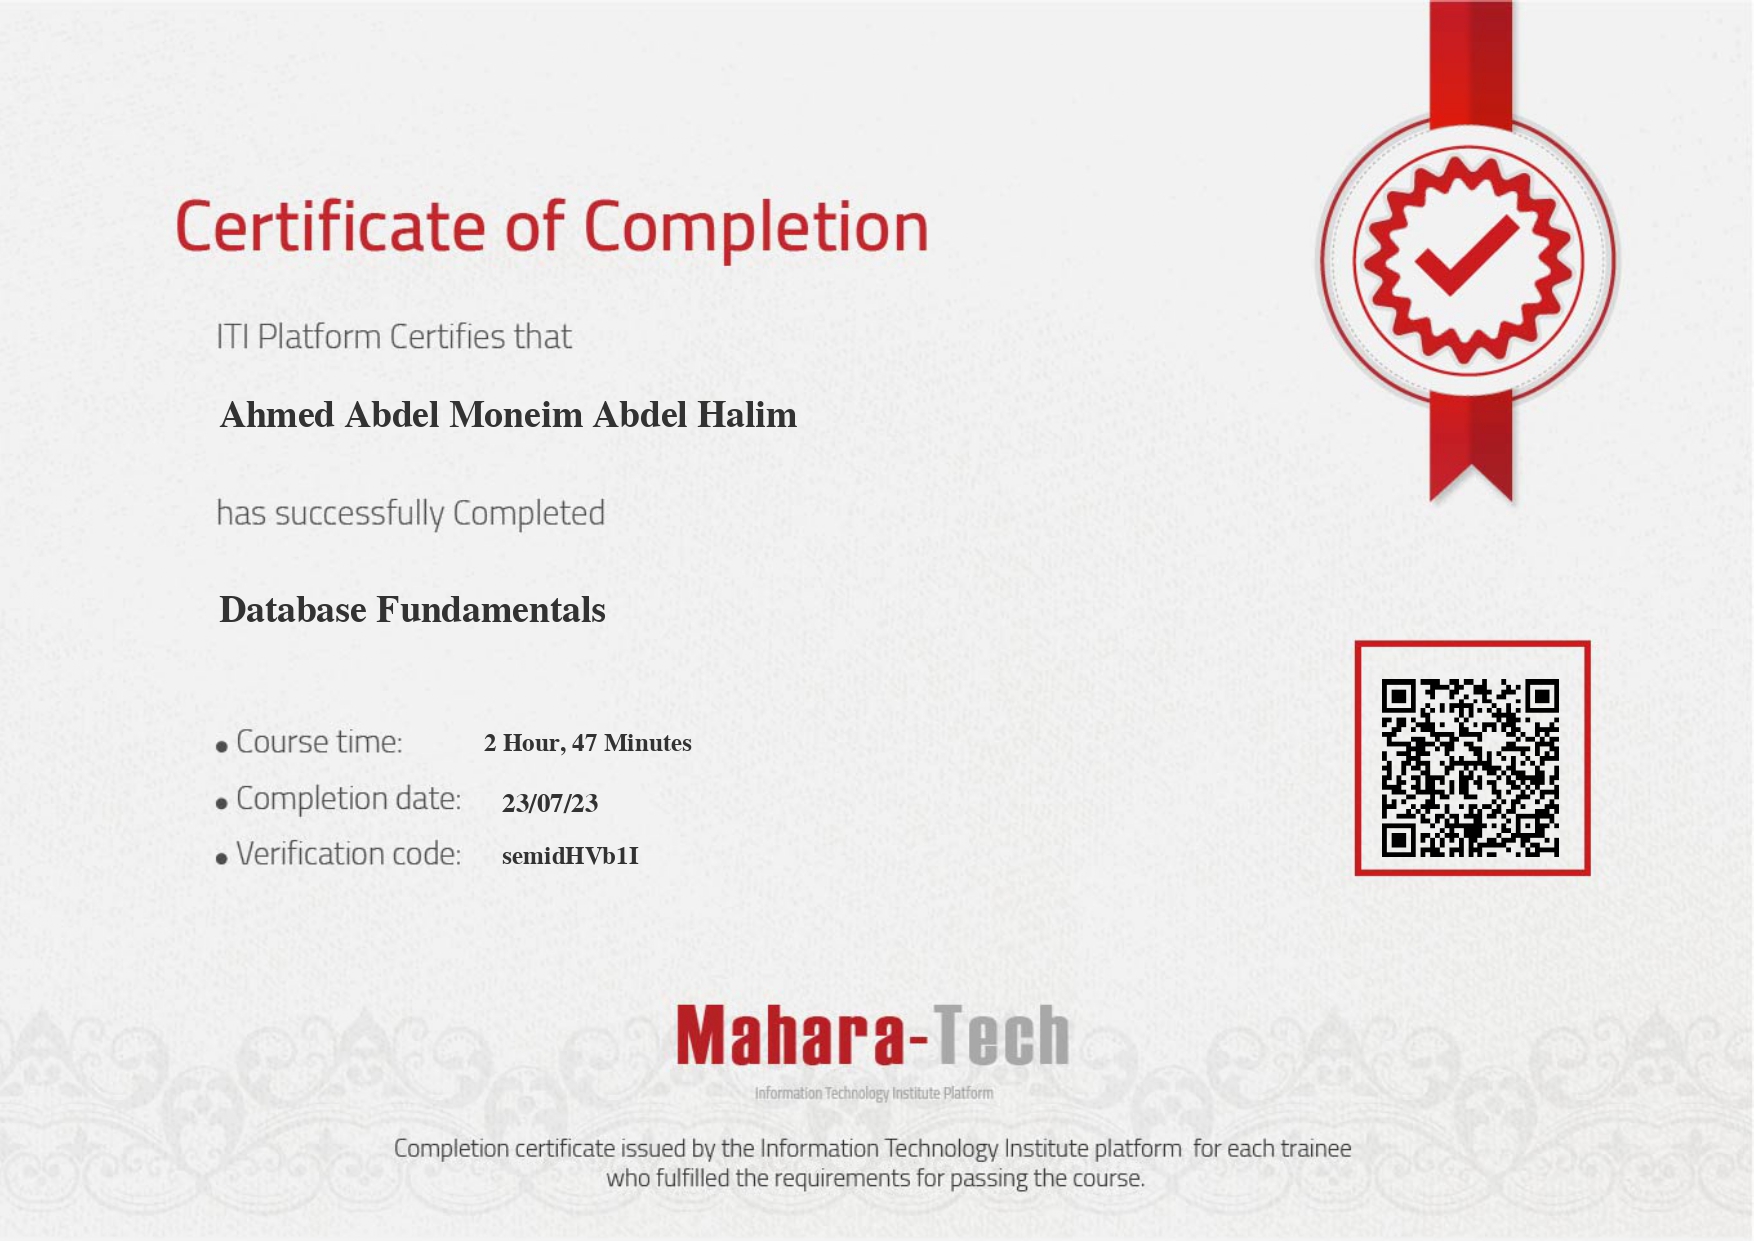 Certificate of Completion
ITI Platform Certifies that
Ahmed Abdel Moneim Abdel Halim
has successfully Completed
Database Fundamentals
• Course time: 2 Hour, 47 Minutes
• Completion date: 23/07/23
• Verification code: semidHVb1I
Mahara-Tech
Information Technology Institute Platform
Completion certificate issued by the Information Technology Institute platform for each trainee
who fulfilled the requirements for passing the course.